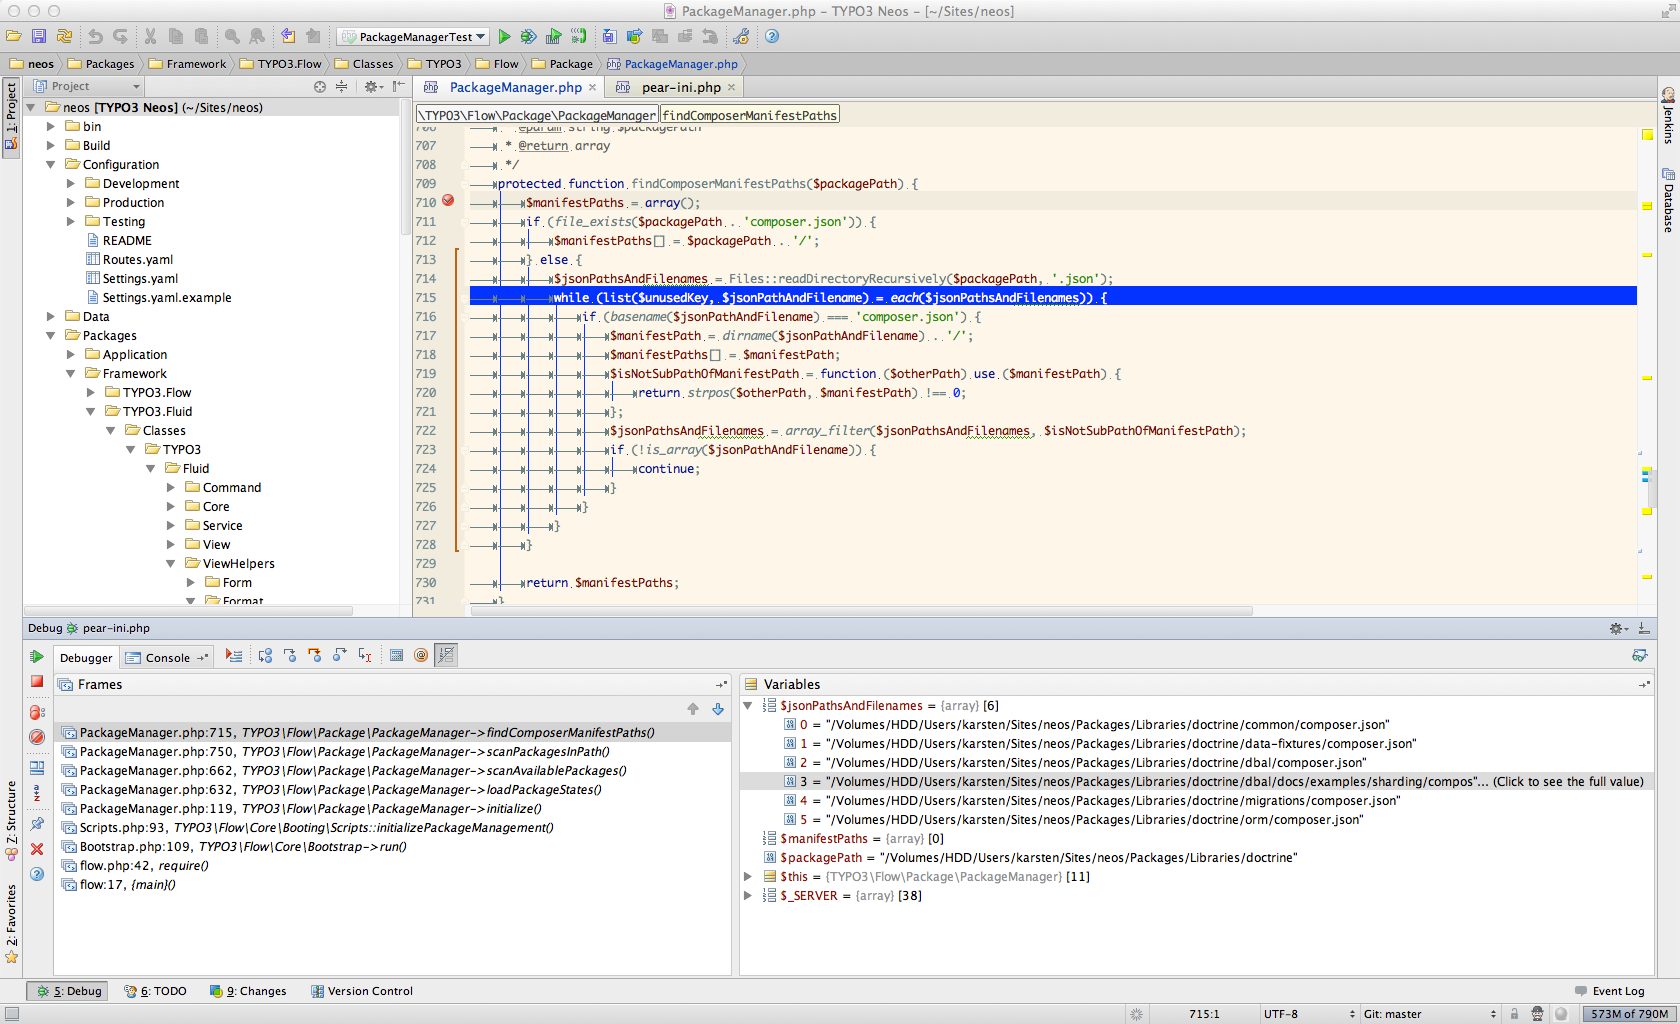 PackageManager.php – TYPO3 Neos – [~/Sites/neos]
PackageManagerTest
neos Packages Framework TYPO3.Flow Classes TYPO3 Flow Package PackageManager.php
1: Project
Z: Structure
2: Favorites
Project
neos [TYPO3 Neos] (~/Sites/neos)
bin
Build
Configuration
Development
Production
Testing
README
Routes.yaml
Settings.yaml
Settings.yaml.example
Data
Packages
Application
Framework
TYPO3.Flow
TYPO3.Fluid
Classes
TYPO3
Fluid
Command
Core
Service
View
ViewHelpers
Form
Format
PackageManager.php pear-ini.php
\TYPO3\Flow\Package\PackageManager findComposerManifestPaths
706 * @param string $packagePath
707 * @return array
708 */
709 protected function findComposerManifestPaths($packagePath) {
710 $manifestPaths = array();
711 if (file_exists($packagePath . 'composer.json')) {
712 $manifestPaths[] = $packagePath . '/';
713 } else {
714 $jsonPathsAndFilenames = Files::readDirectoryRecursively($packagePath, '.json');
715 while (list($unusedKey, $jsonPathAndFilename) = each($jsonPathsAndFilenames)) {
716 if (basename($jsonPathAndFilename) === 'composer.json') {
717 $manifestPath = dirname($jsonPathAndFilename) . '/';
718 $manifestPaths[] = $manifestPath;
719 $isNotSubPathOfManifestPath = function ($otherPath) use ($manifestPath) {
720 return strpos($otherPath, $manifestPath) !== 0;
721 };
722 $jsonPathsAndFilenames = array_filter($jsonPathsAndFilenames, $isNotSubPathOfManifestPath);
723 if (!is_array($jsonPathAndFilename)) {
724 continue;
725 }
726 }
727 }
728 }
729
730 return $manifestPaths;
731 }
Jenkins
Database
Debug pear-ini.php
Debugger Console
Frames
PackageManager.php:715, TYPO3\Flow\Package\PackageManager->findComposerManifestPaths()
PackageManager.php:750, TYPO3\Flow\Package\PackageManager->scanPackagesInPath()
PackageManager.php:662, TYPO3\Flow\Package\PackageManager->scanAvailablePackages()
PackageManager.php:632, TYPO3\Flow\Package\PackageManager->loadPackageStates()
PackageManager.php:119, TYPO3\Flow\Package\PackageManager->initialize()
Scripts.php:93, TYPO3\Flow\Core\Booting\Scripts::initializePackageManagement()
Bootstrap.php:109, TYPO3\Flow\Core\Bootstrap->run()
flow.php:42, require()
flow:17, {main}()
Variables
$jsonPathsAndFilenames = {array} [6]
0 = "/Volumes/HDD/Users/karsten/Sites/neos/Packages/Libraries/doctrine/common/composer.json"
1 = "/Volumes/HDD/Users/karsten/Sites/neos/Packages/Libraries/doctrine/data-fixtures/composer.json"
2 = "/Volumes/HDD/Users/karsten/Sites/neos/Packages/Libraries/doctrine/dbal/composer.json"
3 = "/Volumes/HDD/Users/karsten/Sites/neos/Packages/Libraries/doctrine/dbal/docs/examples/sharding/compos"... (Click to see the full value)
4 = "/Volumes/HDD/Users/karsten/Sites/neos/Packages/Libraries/doctrine/migrations/composer.json"
5 = "/Volumes/HDD/Users/karsten/Sites/neos/Packages/Libraries/doctrine/orm/composer.json"
$manifestPaths = {array} [0]
$packagePath = "/Volumes/HDD/Users/karsten/Sites/neos/Packages/Libraries/doctrine"
$this = {TYPO3\Flow\Package\PackageManager} [11]
$_SERVER = {array} [38]
5: Debug 6: TODO 9: Changes Version Control Event Log
715:1 UTF-8 Git: master 573M of 790M